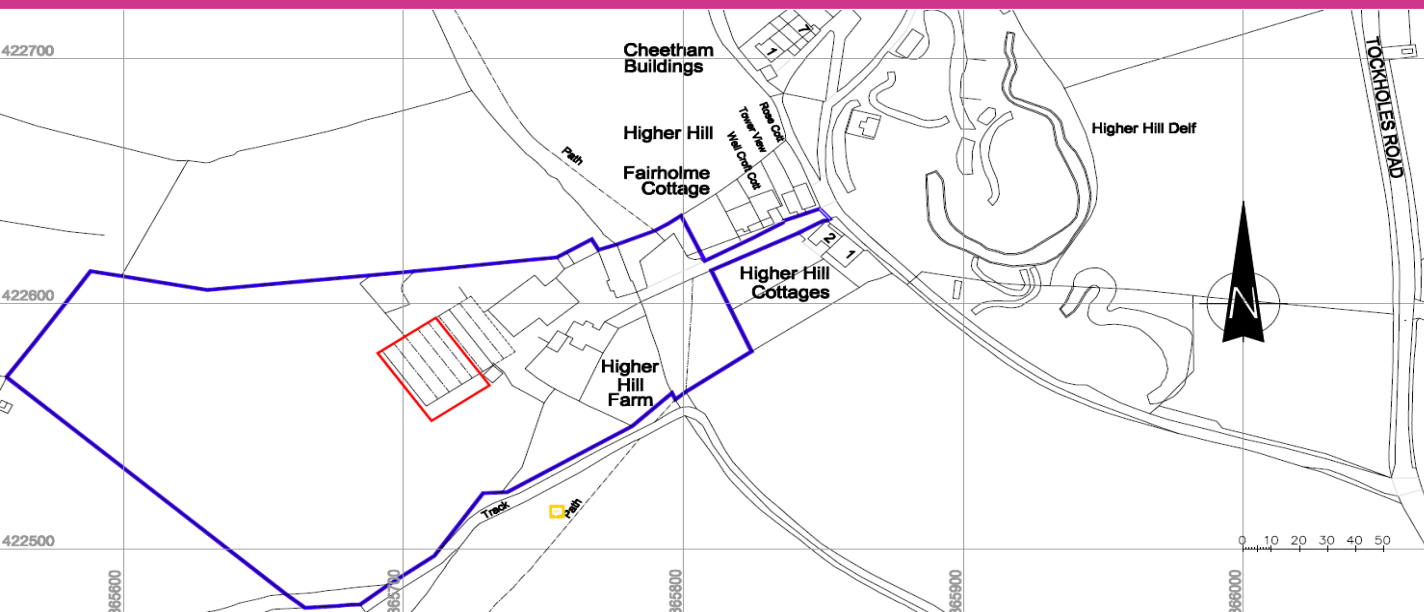 422700
Cheetham
Buildings
7
1
TOCKHOLES ROAD
Rose Cott
Tower View
Well Croft Cott
Higher Hill
Higher Hill Delf
Path
Fairholme
Cottage
2
1
Higher Hill
Cottages
422600
N
Higher
Hill
Farm
Track
Path
422500
0 10 20 30 40 50
365600
365700
365800
365900
366000